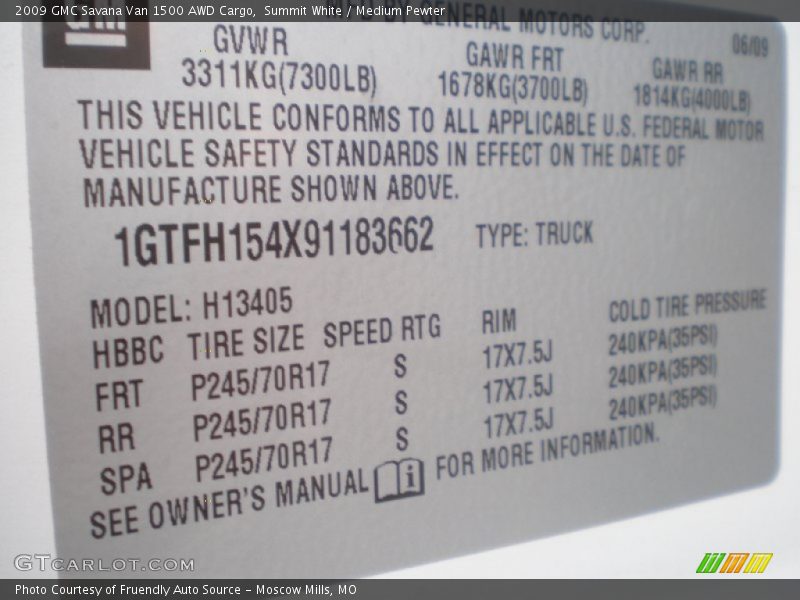 2009 GMC Savana Van 1500 AWD Cargo,  Summit White / Medium Pewter
MFD BY GENERAL MOTORS CORP.
GM
06/09
GVWR GAWR FRT GAWR RR
3311KG(7300LB) 1678KG(3700LB) 1814KG(4000LB)
THIS VEHICLE CONFORMS TO ALL APPLICABLE U.S. FEDERAL MOTOR
VEHICLE SAFETY STANDARDS IN EFFECT ON THE DATE OF
MANUFACTURE SHOWN ABOVE.
1GTFH154X91183662 TYPE: TRUCK
MODEL: H13405
HBBC TIRE SIZE SPEED RTG RIM COLD TIRE PRESSURE
FRT P245/70R17 S 17X7.5J 240KPA(35PSI)
RR P245/70R17 S 17X7.5J 240KPA(35PSI)
SPA P245/70R17 S 17X7.5J 240KPA(35PSI)
SEE OWNER'S MANUAL i FOR MORE INFORMATION.
GTCARLOT.COM
Photo Courtesy of Fruendly Auto Source – Moscow Mills, MO